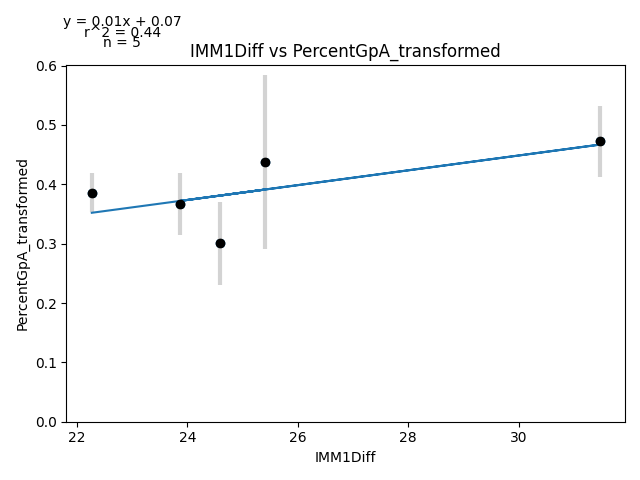 y = 0.01x + 0.07
r^2 = 0.44
n = 5
IMM1Diff vs PercentGpA_transformed
PercentGpA_transformed
0.6
0.5
0.4
0.3
0.2
0.1
0.0
22
24
26
28
30
IMM1Diff